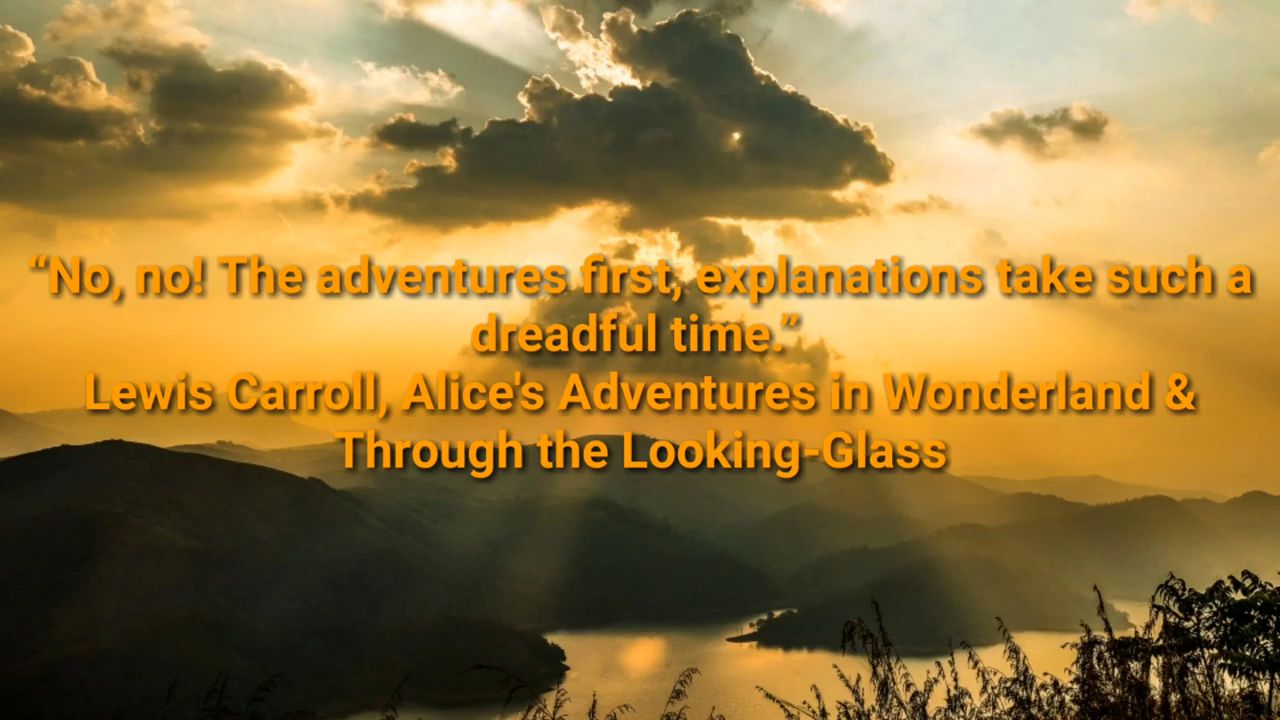 “No, no! The adventures first, explanations take such a
dreadful time.”
Lewis Carroll, Alice's Adventures in Wonderland &
Through the Looking-Glass